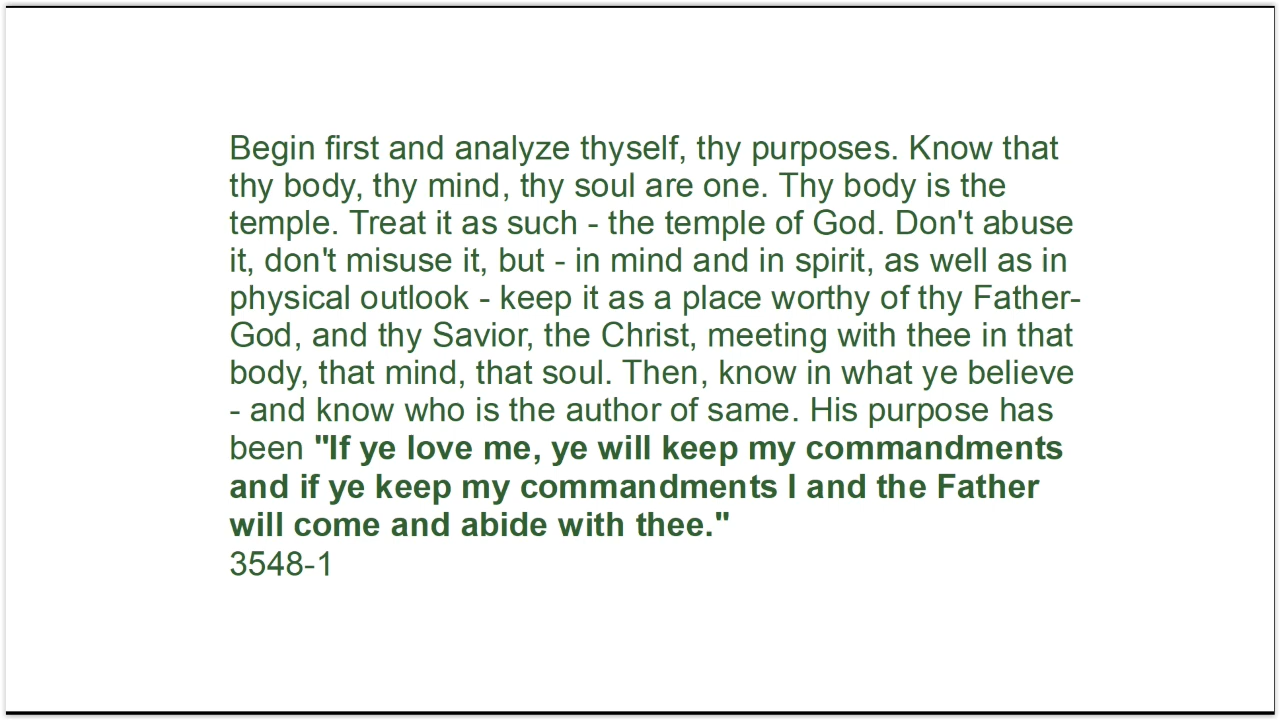 Begin first and analyze thyself, thy purposes. Know that
thy body, thy mind, thy soul are one. Thy body is the
temple. Treat it as such - the temple of God. Don't abuse
it, don't misuse it, but - in mind and in spirit, as well as in
physical outlook - keep it as a place worthy of thy Father-
God, and thy Savior, the Christ, meeting with thee in that
body, that mind, that soul. Then, know in what ye believe
- and know who is the author of same. His purpose has
been "If ye love me, ye will keep my commandments
and if ye keep my commandments I and the Father
will come and abide with thee."
3548-1